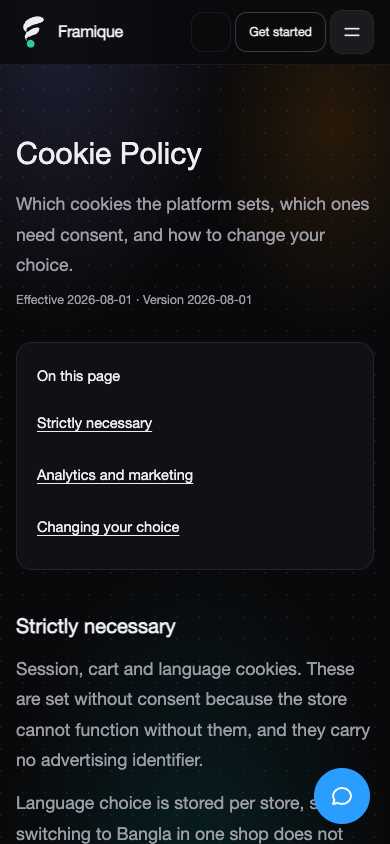 Framique
Get started
Cookie Policy
Which cookies the platform sets, which ones
need consent, and how to change your
choice.
Effective 2026-08-01 · Version 2026-08-01
On this page
Strictly necessary
Analytics and marketing
Changing your choice
Strictly necessary
Session, cart and language cookies. These
are set without consent because the store
cannot function without them, and they carry
no advertising identifier.
Language choice is stored per store,
switching to Bangla in one shop does not